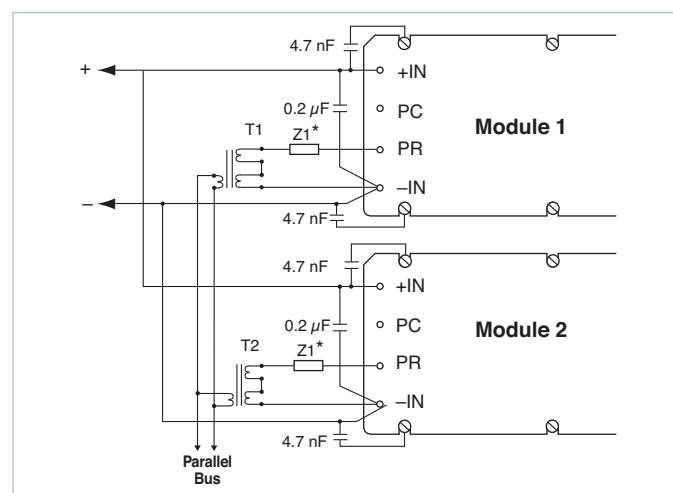 4.7 nF
+
+IN
0.2 µF
PC
Module 1
T1
Z1*
PR
–IN
–
4.7 nF
4.7 nF
+IN
0.2 µF
PC
Module 2
T2
Z1*
PR
–IN
4.7 nF
Parallel
Bus